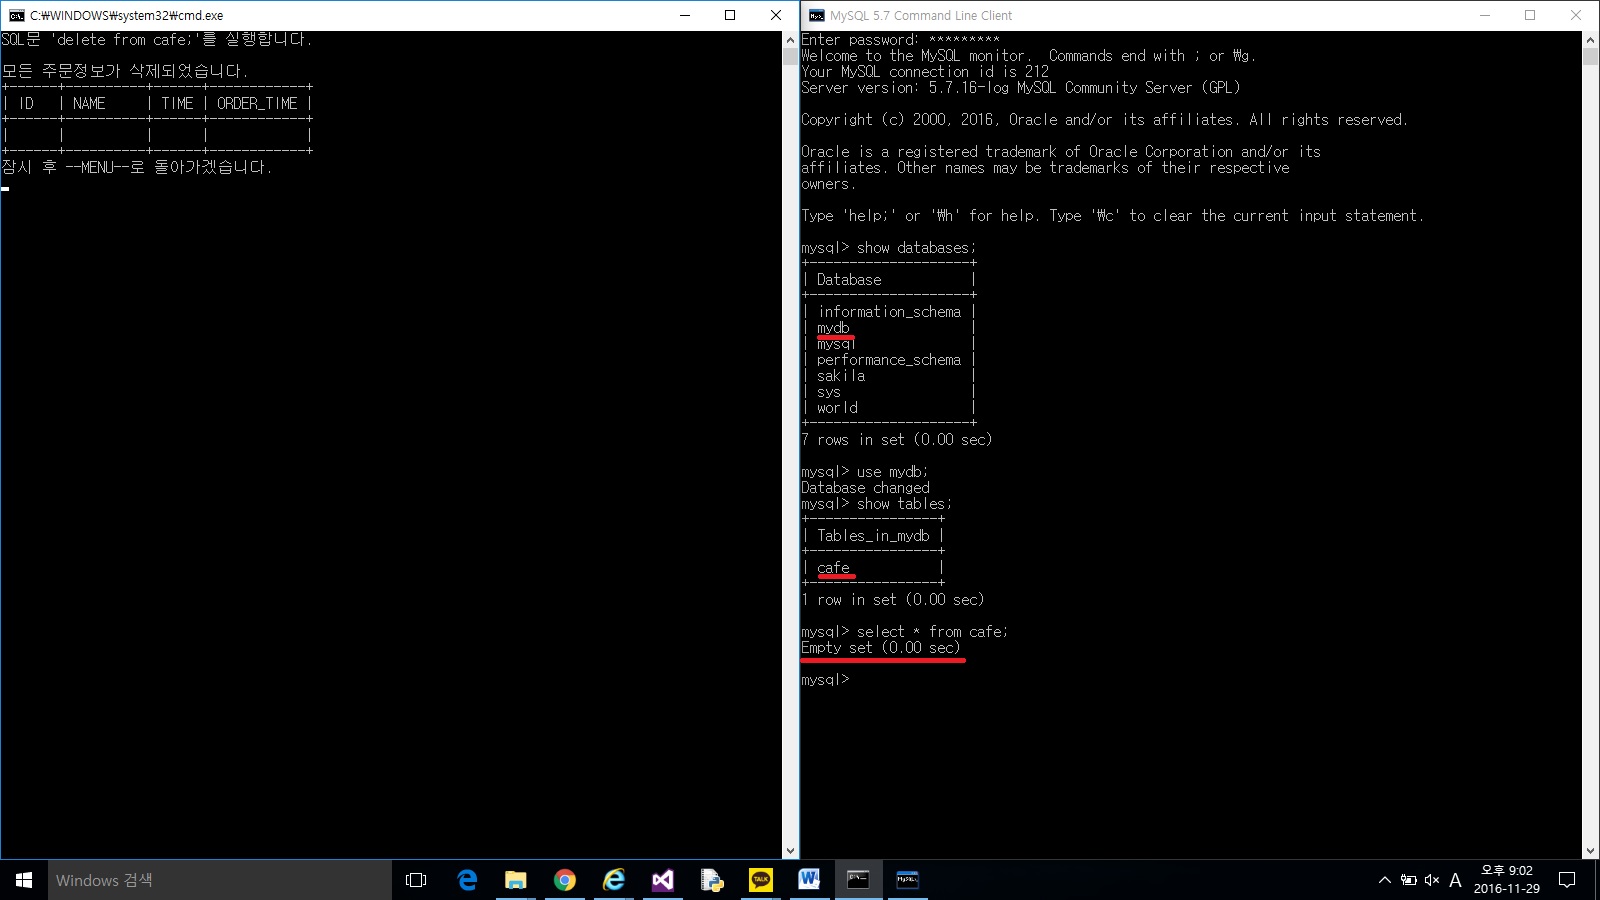 C:₩WINDOWS₩system32₩cmd.exe
SQL문 'delete from cafe;'를 실행합니다.
모든 주문정보가 삭제되었습니다.
+------+----------+------+------------+
| ID | NAME | TIME | ORDER_TIME |
+------+----------+------+------------+
| | | | |
+------+----------+------+------------+
잠시 후 --MENU--로 돌아가겠습니다.
MySQL 5.7 Command Line Client
Enter password: *********
Welcome to the MySQL monitor.  Commands end with ; or ₩g.
Your MySQL connection id is 212
Server version: 5.7.16-log MySQL Community Server (GPL)
Copyright (c) 2000, 2016, Oracle and/or its affiliates. All rights reserved.
Oracle is a registered trademark of Oracle Corporation and/or its
affiliates. Other names may be trademarks of their respective
owners.
Type 'help;' or '₩h' for help. Type '₩c' to clear the current input statement.
mysql> show databases;
+--------------------+
| Database |
+--------------------+
| information_schema |
| mydb |
| mysql |
| performance_schema |
| sakila |
| sys |
| world |
+--------------------+
7 rows in set (0.00 sec)
mysql> use mydb;
Database changed
mysql> show tables;
+----------------+
| Tables_in_mydb |
+----------------+
| cafe |
+----------------+
1 row in set (0.00 sec)
mysql> select * from cafe;
Empty set (0.00 sec)
mysql>
Windows 검색
TALK
A
오후 9:02
2016-11-29